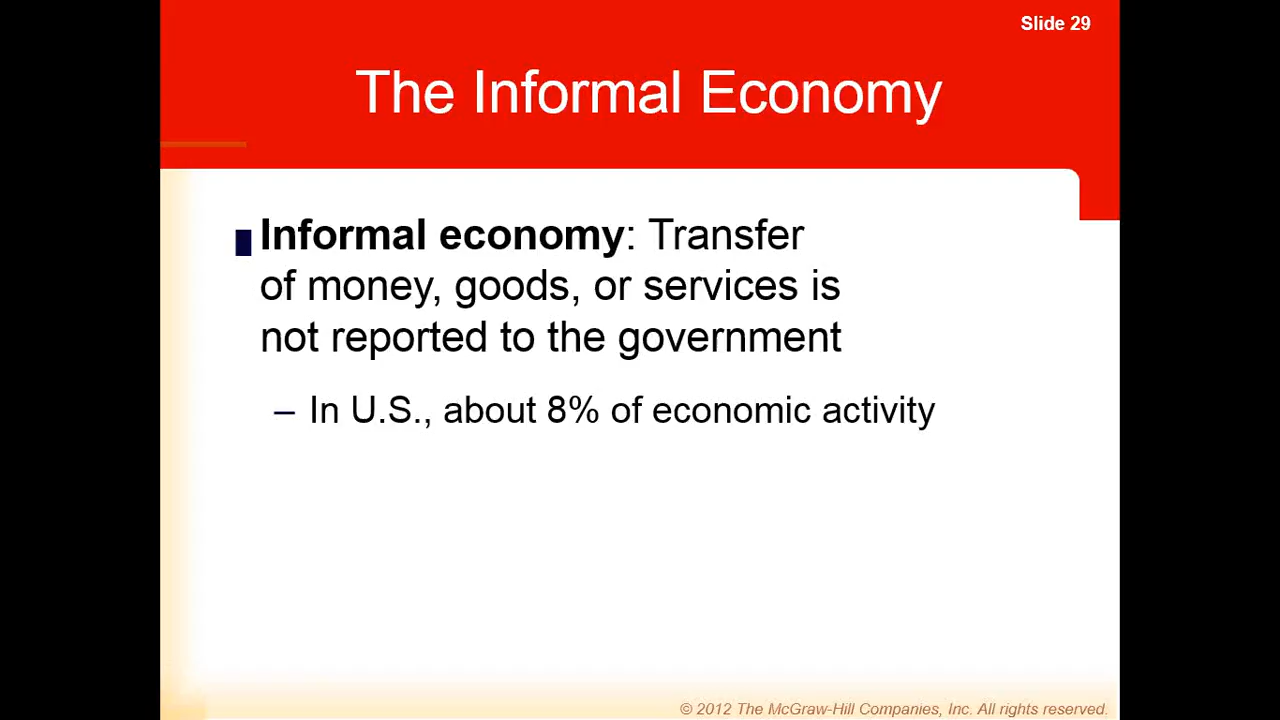 Slide 29
The Informal Economy
Informal economy: Transfer
of money, goods, or services is
not reported to the government
– In U.S., about 8% of economic activity
© 2012 The McGraw-Hill Companies, Inc. All rights reserved.